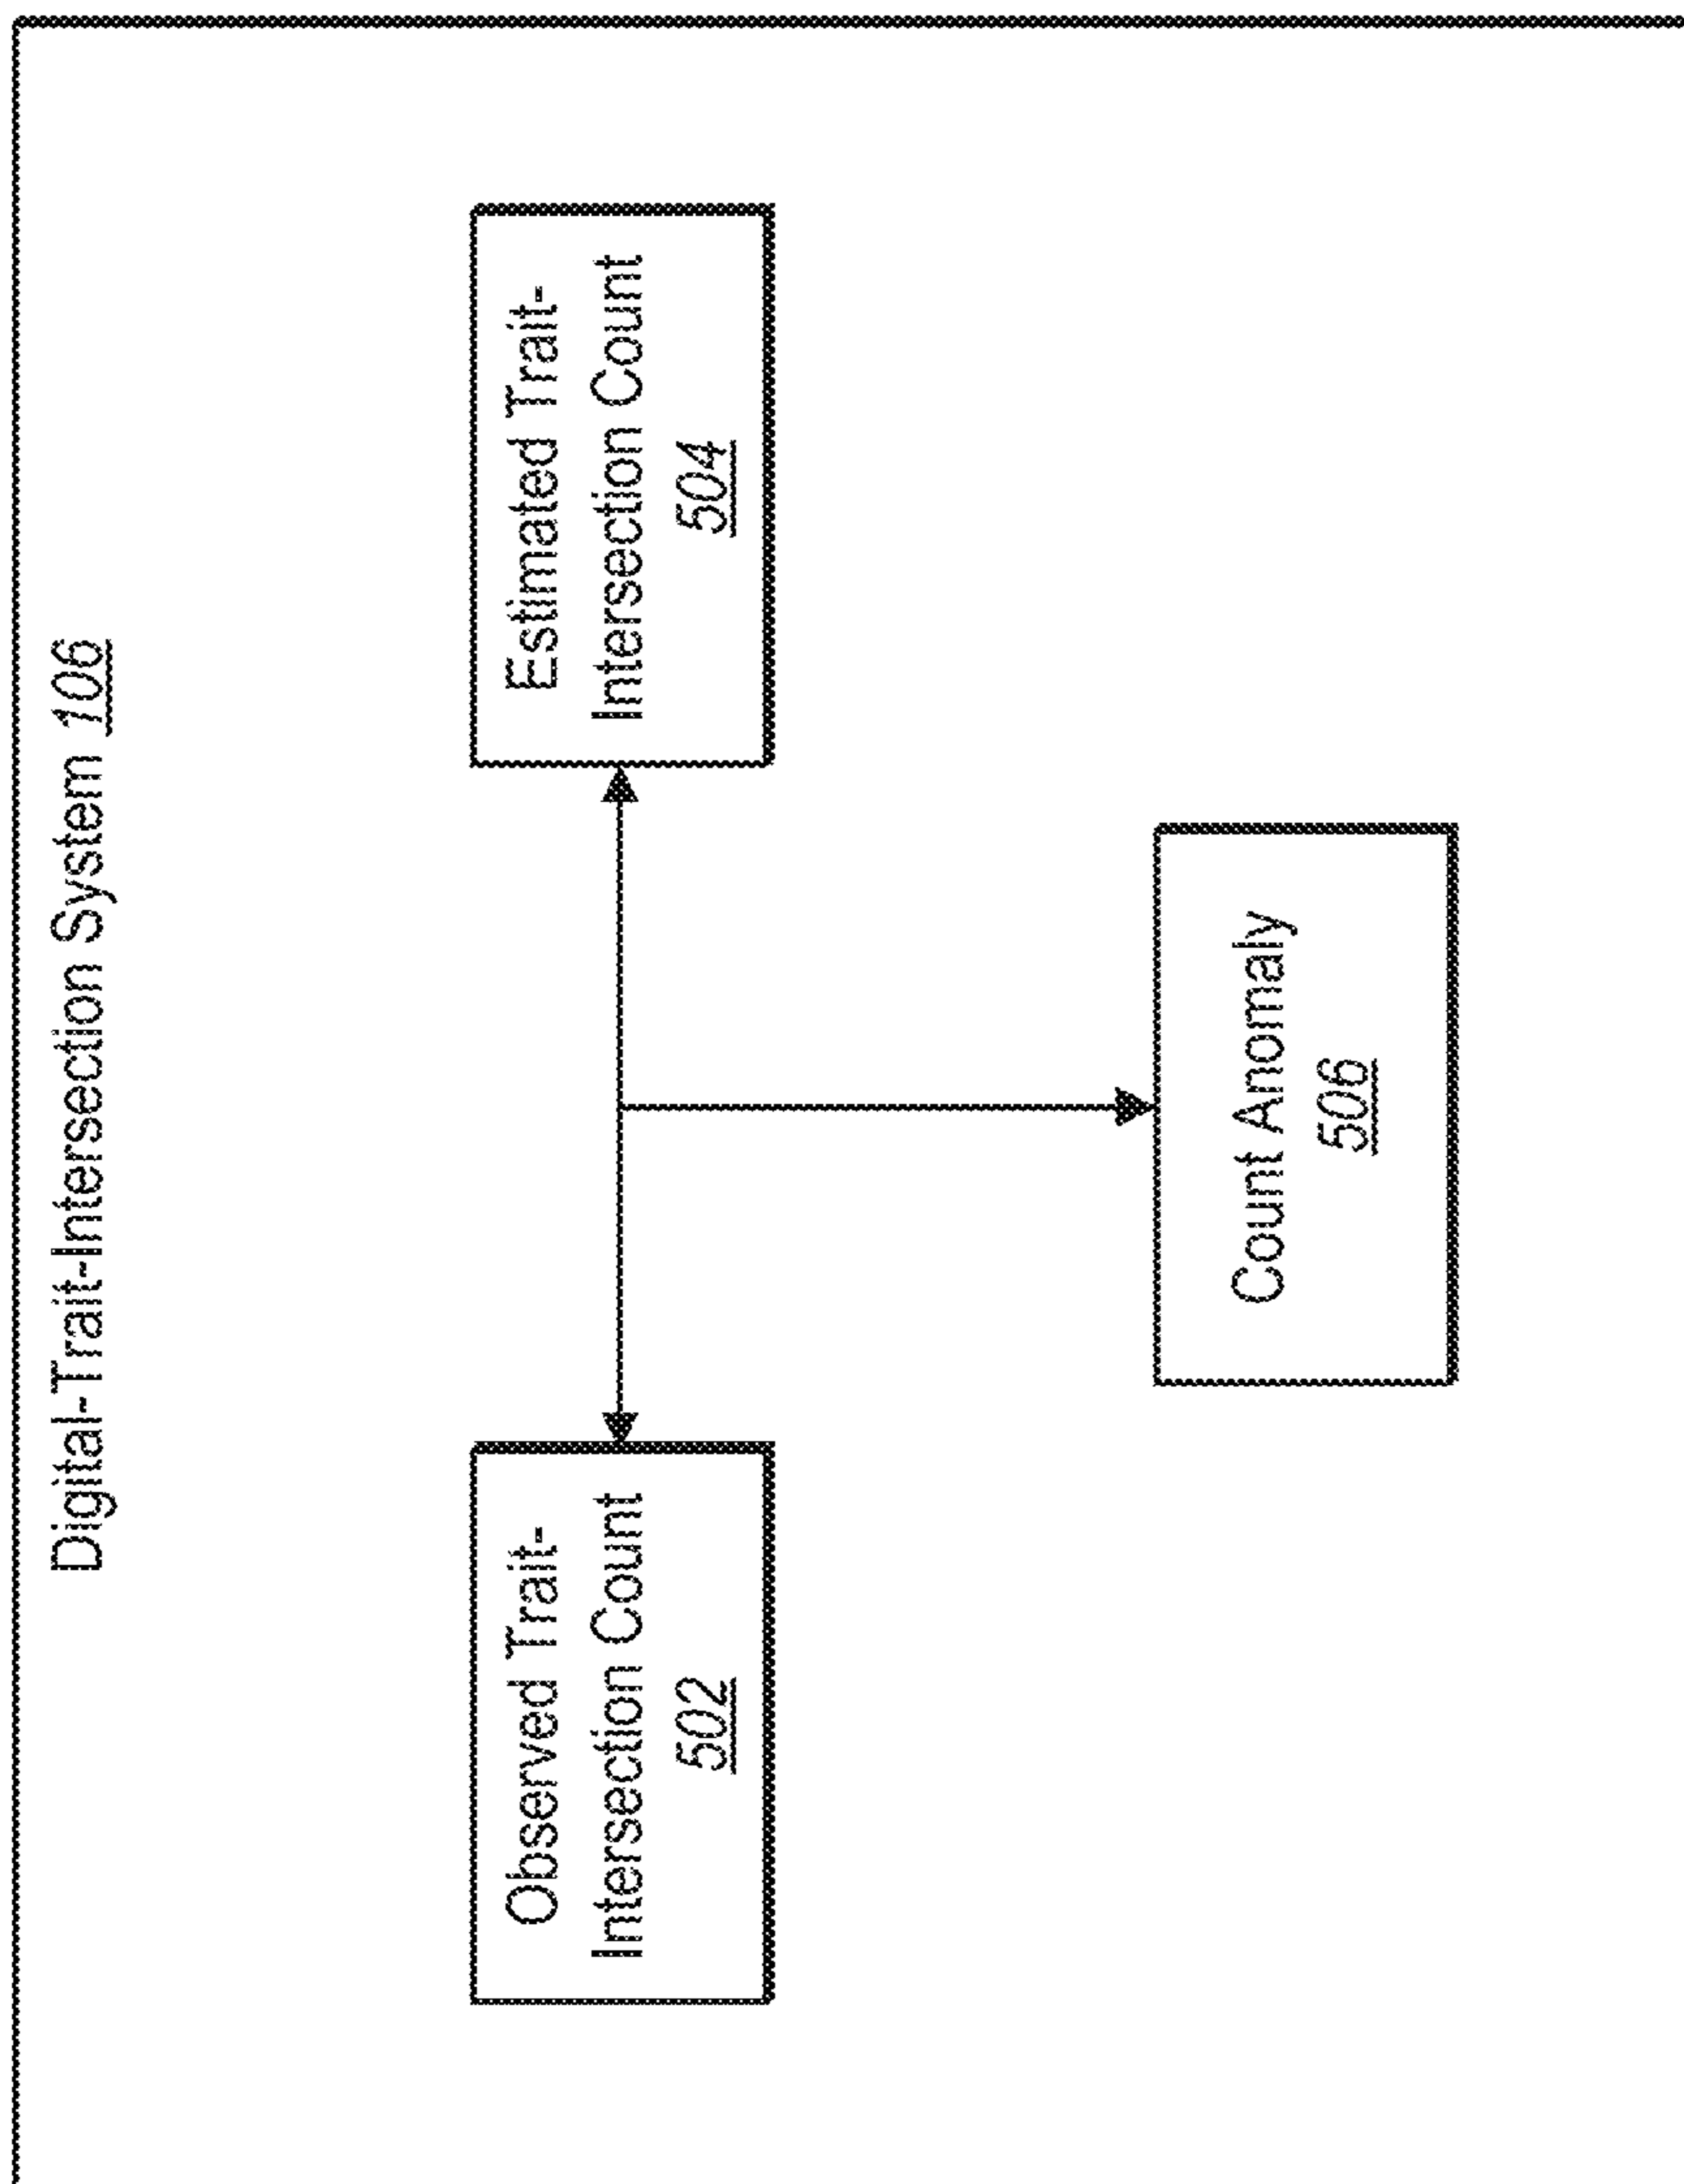 Digital-Trait-Intersection System 106
Observed Trait-
Intersection Count
502
Estimated Trait-
Intersection Count
504
Count Anomaly
506